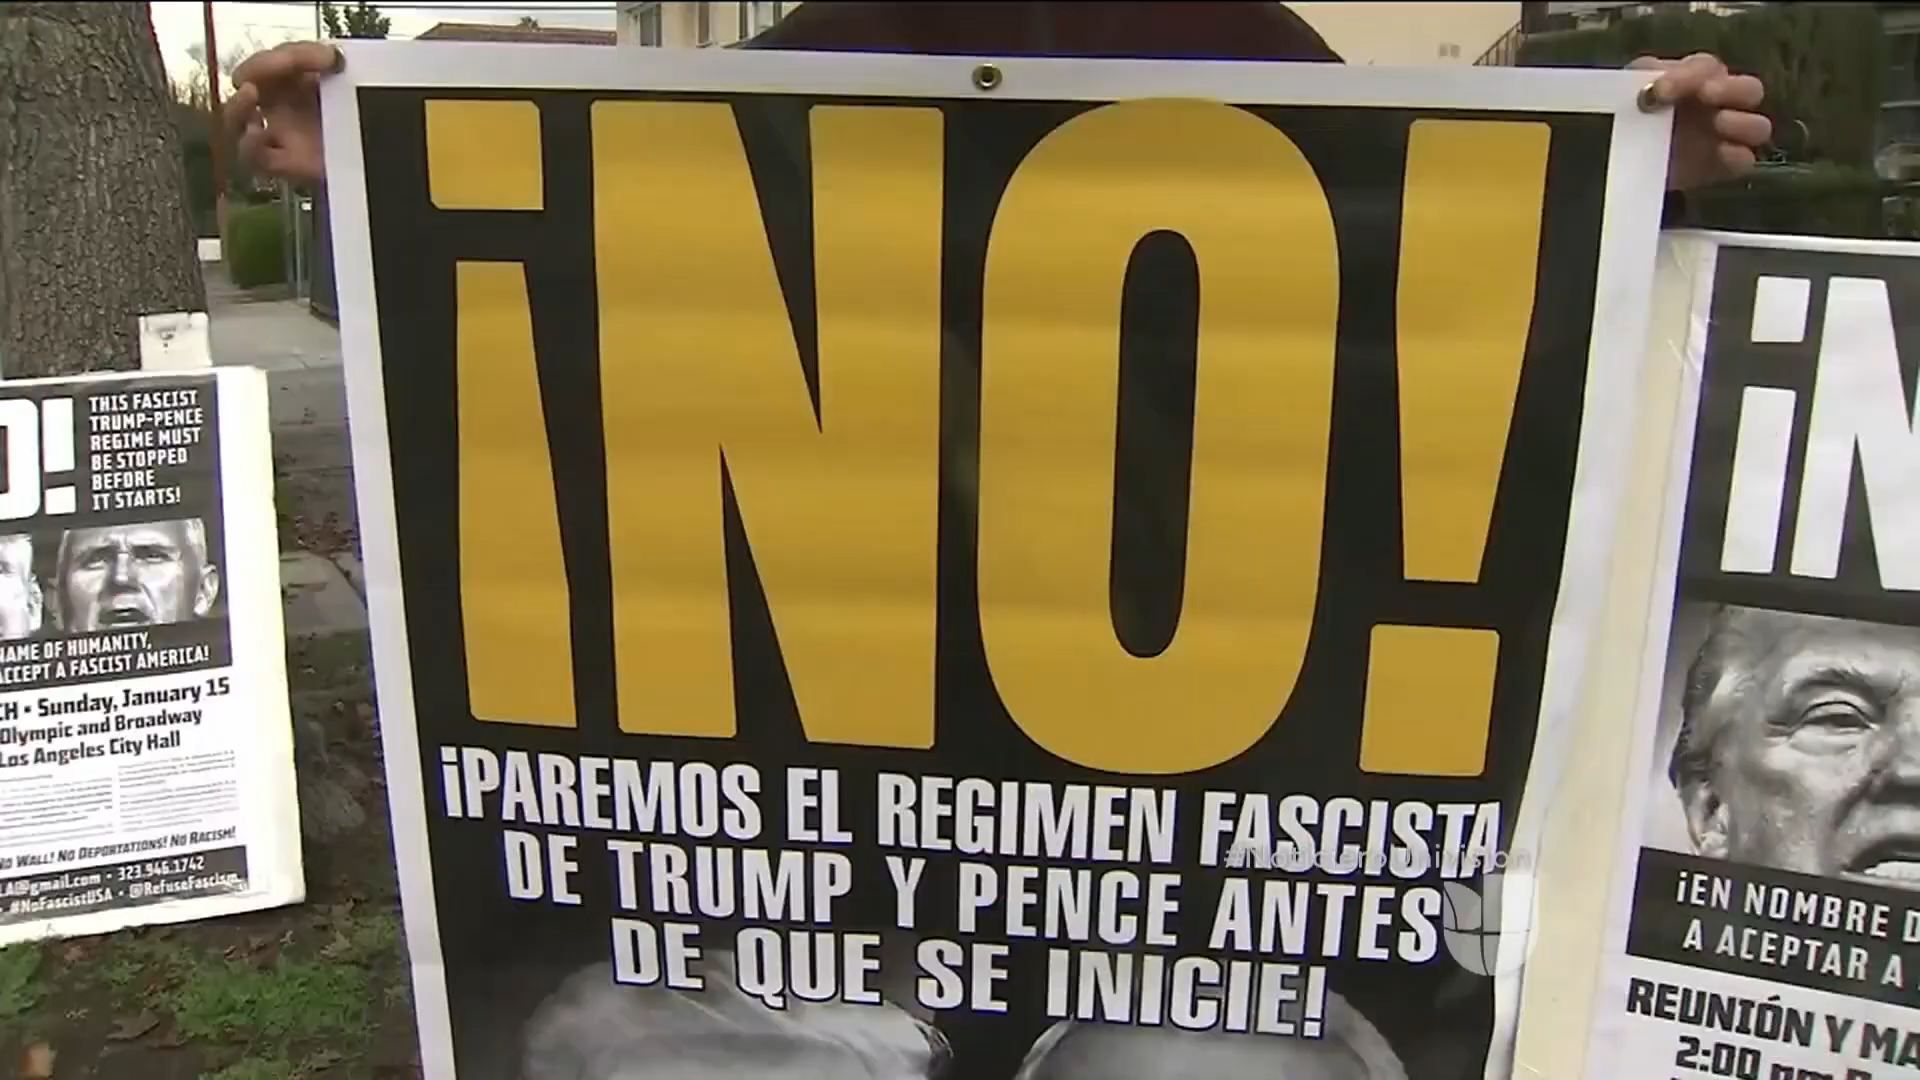 ¡NO!
¡PAREMOS EL REGIMEN FASCISTA
DE TRUMP Y PENCE ANTES
DE QUE SE INICIE!
#NoticieroUnivision
O!
THIS FASCIST
TRUMP-PENCE
REGIME MUST
BE STOPPED
BEFORE
IT STARTS!
NAME OF HUMANITY,
ACCEPT A FASCIST AMERICA!
CH • Sunday, January 15
Olympic and Broadway
Los Angeles City Hall
NO WALL! NO DEPORTATIONS! NO RACISM!
LA@gmail.com • 323.946.1742
• #NoFascistUSA • @RefuseFascism
¡N
¡EN NOMBRE D
A ACEPTAR A
REUNIÓN Y MA
2:00 pm